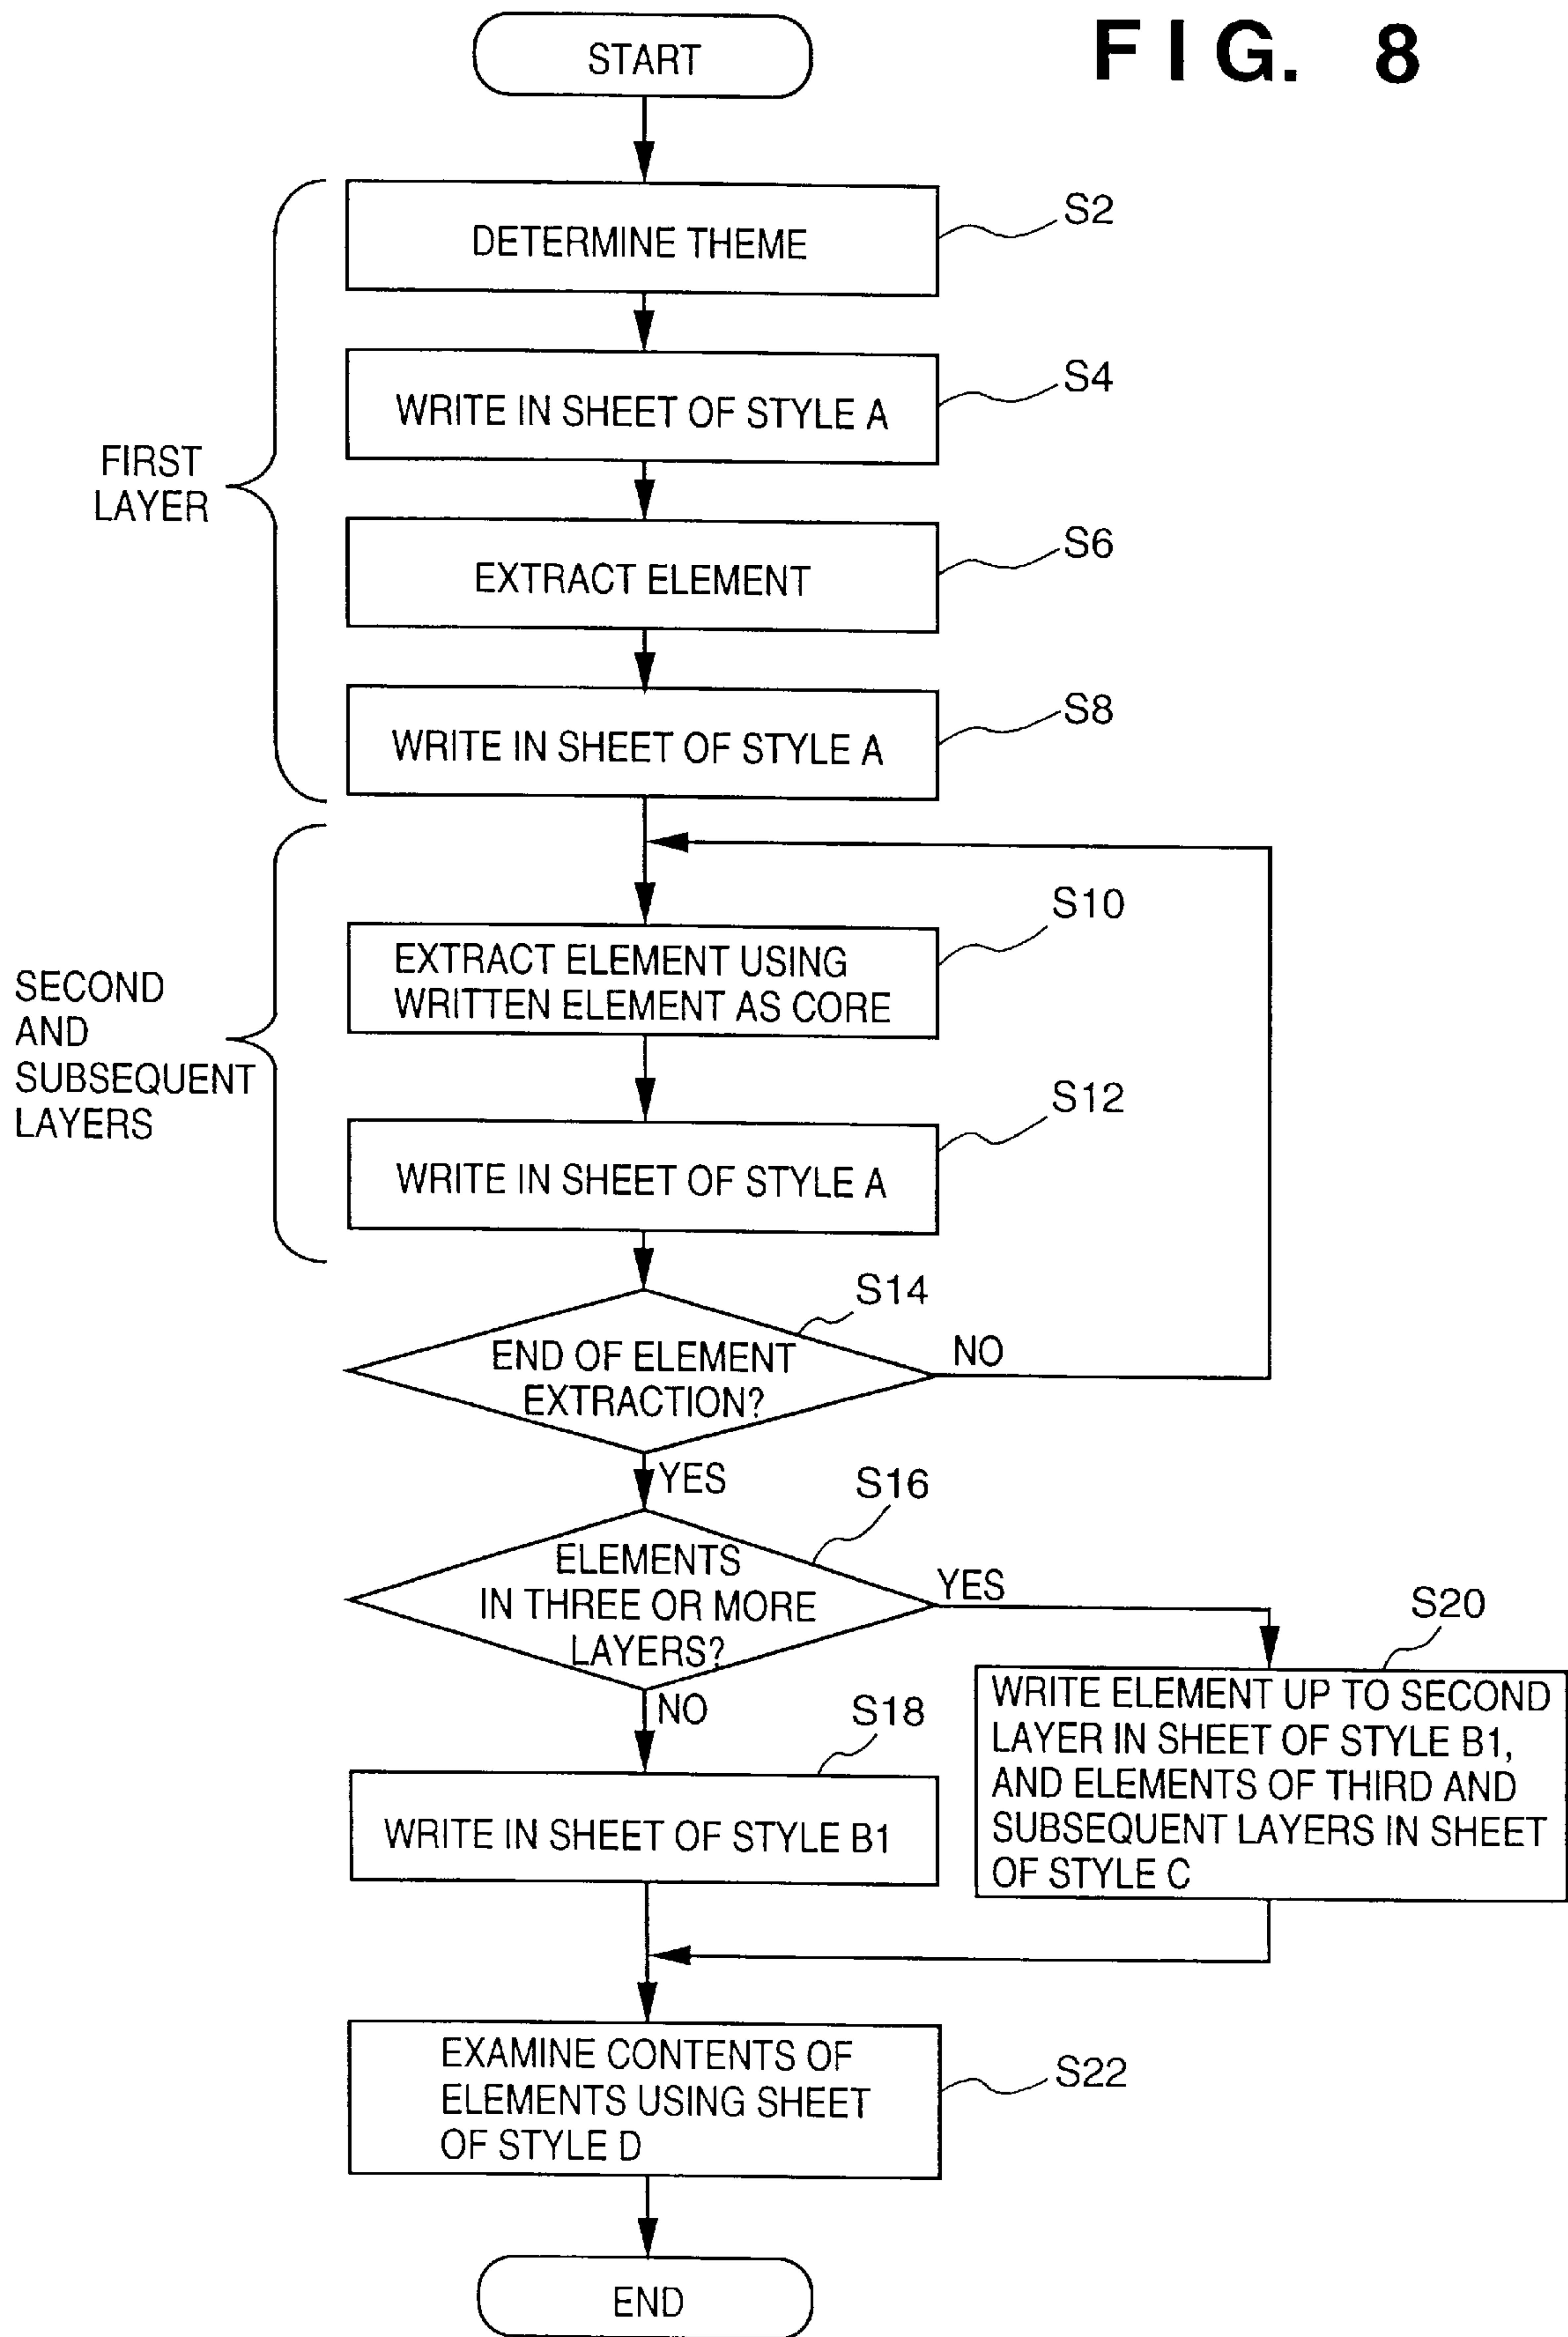 FIG. 8
START
DETERMINE THEME
S2
WRITE IN SHEET OF STYLE A
S4
FIRST
LAYER
EXTRACT ELEMENT
S6
WRITE IN SHEET OF STYLE A
S8
EXTRACT ELEMENT USING
WRITTEN ELEMENT AS CORE
S10
SECOND
AND
SUBSEQUENT
LAYERS
WRITE IN SHEET OF STYLE A
S12
END OF ELEMENT
EXTRACTION?
S14
NO
YES
ELEMENTS
IN THREE OR MORE
LAYERS?
S16
YES
NO
WRITE IN SHEET OF STYLE B1
S18
S20
WRITE ELEMENT UP TO SECOND
LAYER IN SHEET OF STYLE B1,
AND ELEMENTS OF THIRD AND
SUBSEQUENT LAYERS IN SHEET
OF STYLE C
EXAMINE CONTENTS OF
ELEMENTS USING SHEET
OF STYLE D
S22
END